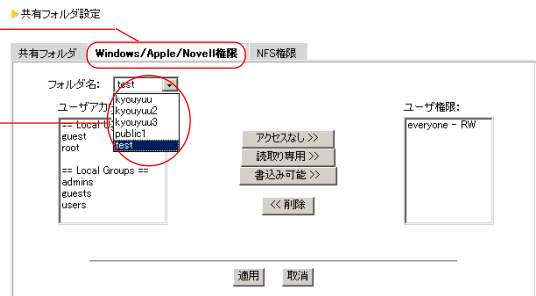 共有フォルダ設定
共有フォルダ Windows/Apple/Novell権限 NFS権限
フォルダ名: test
kyouyuu
kyouyuu2
kyouyuu3
public1
test
ユーザアカ
== Local U
guest
root
== Local Groups ==
admins
guests
users
アクセスなし >>
読取り専用 >>
書込み可能 >>
<< 削除
ユーザ権限:
everyone - RW
適用 取消